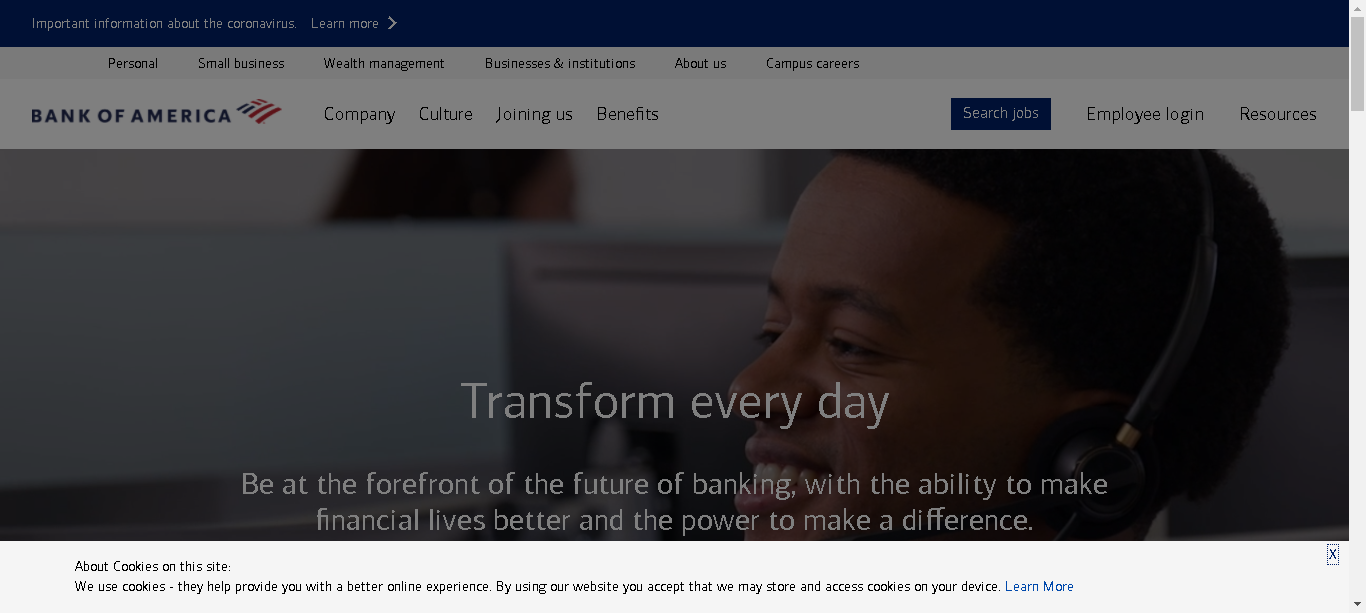 Important information about the coronavirus. Learn more
Personal Small business Wealth management Businesses & institutions About us Campus careers
BANK OF AMERICA Company Culture Joining us Benefits Search jobs Employee login Resources
Transform every day
Be at the forefront of the future of banking, with the ability to make
financial lives better and the power to make a difference.
X
About Cookies on this site:
We use cookies - they help provide you with a better online experience. By using our website you accept that we may store and access cookies on your device. Learn More